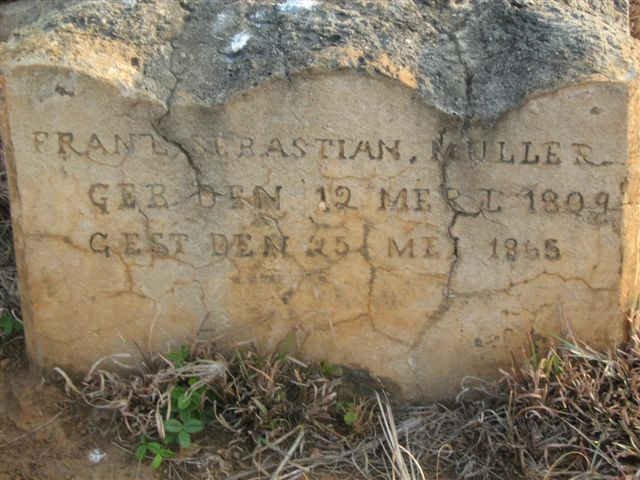 FRANZ SEBASTIAN. MULLER
GEB DEN 12 MERZ 1809
GEST DEN 25 MEI 1865